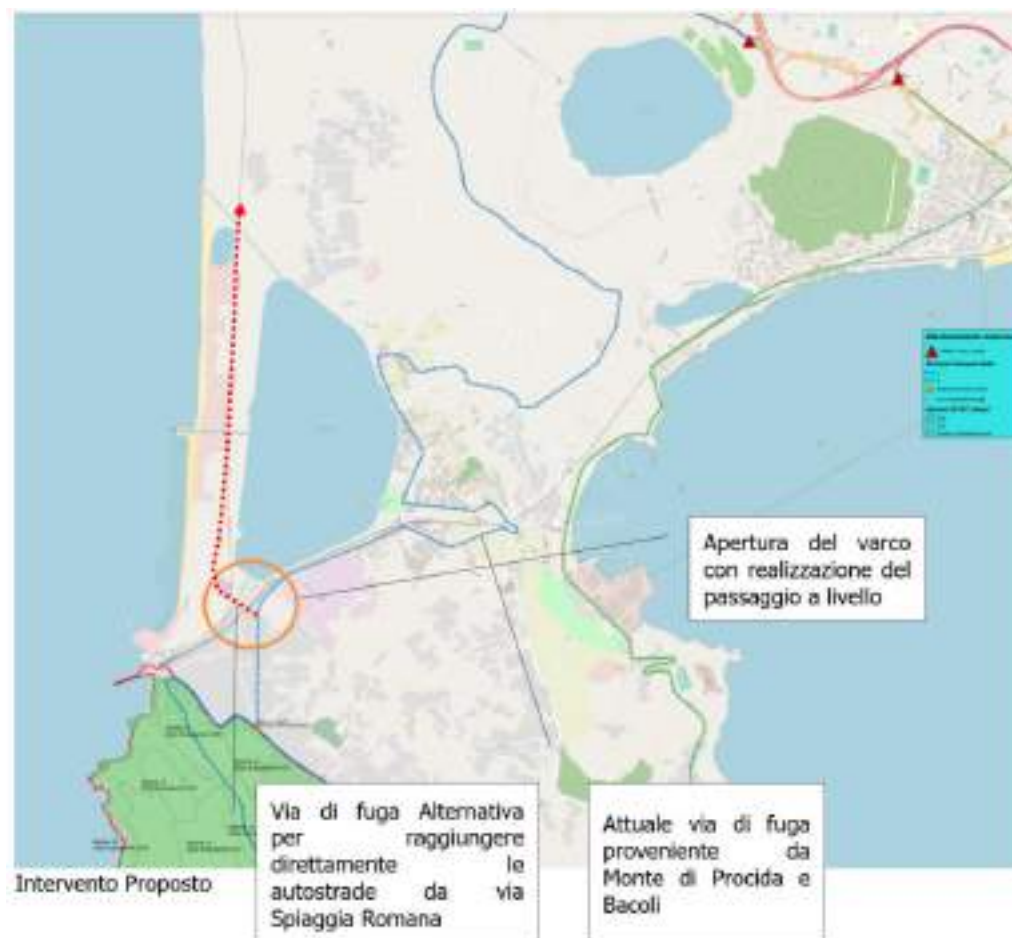 Apertura del varco
con realizzazione del
passaggio a livello
Via di fuga Alternativa
per raggiungere
direttamente le
autostrade da via
Spiaggia Romana
Attuale via di fuga
proveniente da
Monte di Procida e
Bacoli
Intervento Proposto